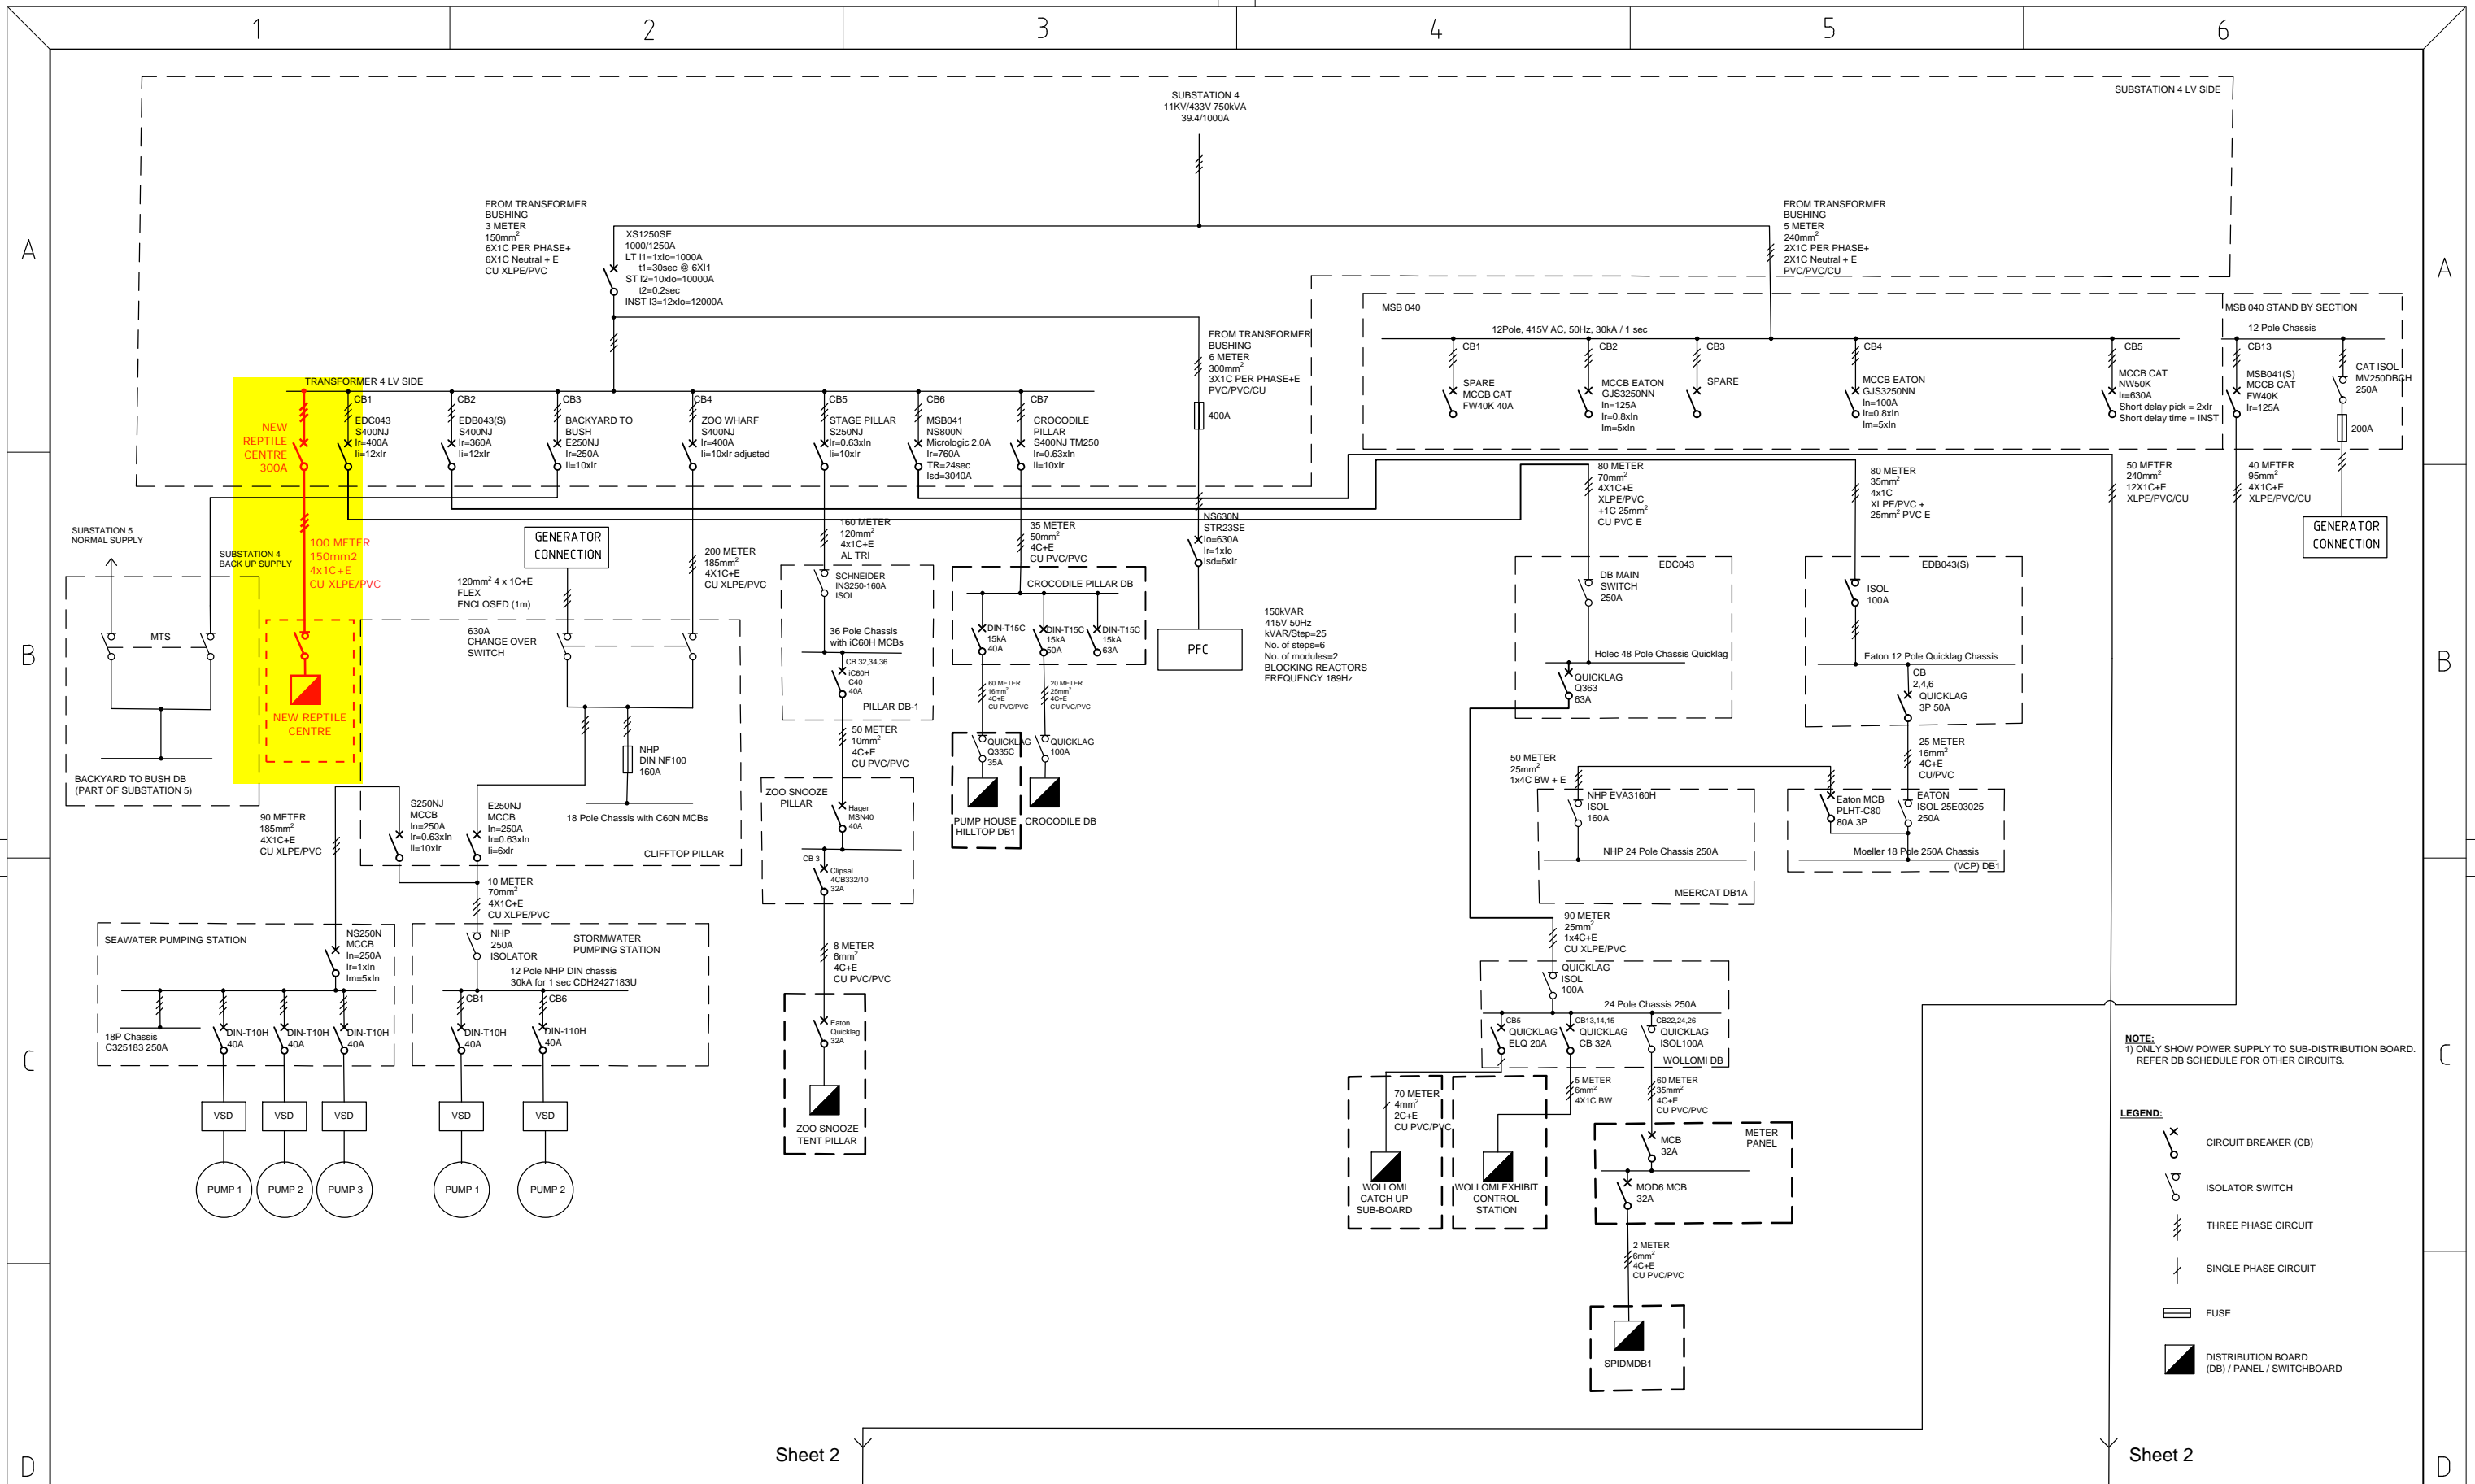 1
2
3
4
5
6
A
A
B
B
C
C
D
D
SUBSTATION 4
11KV/433V 750kVA
39.4/1000A
SUBSTATION 4 LV SIDE
FROM TRANSFORMER
BUSHING
3 METER
150mm²
6X1C PER PHASE+
6X1C Neutral + E
CU XLPE/PVC
XS1250SE
1000/1250A
LT I1=1xIo=1000A
t1=30sec @ 6XI1
ST I2=10xIo=10000A
t2=0.2sec
INST I3=12xIo=12000A
FROM TRANSFORMER
BUSHING
5 METER
240mm²
2X1C PER PHASE+
2X1C Neutral + E
PVC/PVC/CU
FROM TRANSFORMER
BUSHING
6 METER
300mm²
3X1C PER PHASE+E
PVC/PVC/CU
400A
TRANSFORMER 4 LV SIDE
NEW
REPTILE
CENTRE
300A
CB1
EDC043
S400NJ
Ir=400A
Ii=12xIr
CB2
EDB043(S)
S400NJ
Ir=360A
Ii=12xIr
CB3
BACKYARD TO
BUSH
E250NJ
Ir=250A
Ii=10xIr
CB4
ZOO WHARF
S400NJ
Ir=400A
Ii=10xIr adjusted
CB5
STAGE PILLAR
S250NJ
Ir=0.63xIn
Ii=10xIr
CB6
MSB041
NS800N
Micrologic 2.0A
Ir=760A
TR=24sec
Isd=3040A
CB7
CROCODILE
PILLAR
S400NJ TM250
Ir=0.63xIn
Ii=10xIr
MSB 040
12Pole, 415V AC, 50Hz, 30kA / 1 sec
CB1
SPARE
MCCB CAT
FW40K 40A
CB2
MCCB EATON
GJS3250NN
In=125A
Ir=0.8xIn
Im=5xIn
CB3
SPARE
CB4
MCCB EATON
GJS3250NN
In=100A
Ir=0.8xIn
Im=5xIn
CB5
MCCB CAT
NW50K
Ir=630A
Short delay pick = 2xIr
Short delay time = INST
MSB 040 STAND BY SECTION
12 Pole Chassis
CB13
MSB041(S)
MCCB CAT
FW40K
Ir=125A
CAT ISOL
MV250DBCH
250A
200A
50 METER
240mm²
12X1C+E
XLPE/PVC/CU
40 METER
95mm²
4X1C+E
XLPE/PVC/CU
GENERATOR
CONNECTION
SUBSTATION 5
NORMAL SUPPLY
SUBSTATION 4
BACK UP SUPPLY
100 METER
150mm2
4x1C+E
CU XLPE/PVC
MTS
NEW REPTILE
CENTRE
BACKYARD TO BUSH DB
(PART OF SUBSTATION 5)
GENERATOR
CONNECTION
120mm² 4 x 1C+E
FLEX
ENCLOSED (1m)
200 METER
185mm²
4X1C+E
CU XLPE/PVC
630A
CHANGE OVER
SWITCH
NHP
DIN NF100
160A
18 Pole Chassis with C60N MCBs
CLIFFTOP PILLAR
S250NJ
MCCB
In=250A
Ir=0.63xIn
Ii=10xIr
E250NJ
MCCB
In=250A
Ir=0.63xIn
Ii=6xIr
90 METER
185mm²
4X1C+E
CU XLPE/PVC
10 METER
70mm²
4X1C+E
CU XLPE/PVC
SEAWATER PUMPING STATION
NS250N
MCCB
In=250A
Ir=1xIn
Im=5xIn
18P Chassis
C325183 250A
DIN-T10H
40A
DIN-T10H
40A
DIN-T10H
40A
VSD
VSD
VSD
PUMP 1
PUMP 2
PUMP 3
NHP
250A
ISOLATOR
STORMWATER
PUMPING STATION
12 Pole NHP DIN chassis
30kA for 1 sec CDH2427183U
CB1
CB6
DIN-T10H
40A
DIN-110H
40A
VSD
VSD
PUMP 1
PUMP 2
160 METER
120mm²
4x1C+E
AL TRI
SCHNEIDER
INS250-160A
ISOL
36 Pole Chassis
with iC60H MCBs
CB 32,34,36
iC60H
C40
40A
PILLAR DB-1
50 METER
10mm²
4C+E
CU PVC/PVC
ZOO SNOOZE
PILLAR
Hager
MSN40
40A
CB 3
Clipsal
4CB332/10
32A
8 METER
6mm²
4C+E
CU PVC/PVC
Eaton
Quicklag
32A
ZOO SNOOZE
TENT PILLAR
35 METER
50mm²
4C+E
CU PVC/PVC
CROCODILE PILLAR DB
DIN-T15C
15kA
40A
DIN-T15C
15kA
50A
DIN-T15C
15kA
63A
60 METER
16mm²
4C+E
CU PVC/PVC
20 METER
25mm²
4C+E
CU PVC/PVC
QUICKLAG
Q335C
35A
QUICKLAG
100A
PUMP HOUSE
HILLTOP DB1
CROCODILE DB
NS630N
STR23SE
Io=630A
Ir=1xIo
Isd=6xIr
PFC
150kVAR
415V 50Hz
kVAR/Step=25
No. of steps=6
No. of modules=2
BLOCKING REACTORS
FREQUENCY 189Hz
80 METER
70mm²
4X1C+E
XLPE/PVC
+1C 25mm²
CU PVC E
EDC043
DB MAIN
SWITCH
250A
Holec 48 Pole Chassis Quicklag
QUICKLAG
Q363
63A
80 METER
35mm²
4x1C
XLPE/PVC +
25mm² PVC E
EDB043(S)
ISOL
100A
Eaton 12 Pole Quicklag Chassis
CB
2,4,6
QUICKLAG
3P 50A
25 METER
16mm²
4C+E
CU/PVC
50 METER
25mm²
1x4C BW + E
NHP EVA3160H
ISOL
160A
NHP 24 Pole Chassis 250A
MEERCAT DB1A
Eaton MCB
PLHT-C80
80A 3P
EATON
ISOL 25E03025
250A
Moeller 18 Pole 250A Chassis
(VCP) DB1
90 METER
25mm²
1x4C+E
CU XLPE/PVC
QUICKLAG
ISOL
100A
24 Pole Chassis 250A
CB5
QUICKLAG
ELQ 20A
CB13,14,15
QUICKLAG
CB 32A
CB22,24,26
QUICKLAG
ISOL100A
WOLLOMI DB
70 METER
4mm²
2C+E
CU PVC/PVC
5 METER
6mm²
4X1C BW
60 METER
35mm²
4C+E
CU PVC/PVC
WOLLOMI
CATCH UP
SUB-BOARD
WOLLOMI EXHIBIT
CONTROL
STATION
METER
PANEL
MCB
32A
MOD6 MCB
32A
2 METER
6mm²
4C+E
CU PVC/PVC
SPIDMDB1
NOTE:
1) ONLY SHOW POWER SUPPLY TO SUB-DISTRIBUTION BOARD.
REFER DB SCHEDULE FOR OTHER CIRCUITS.
LEGEND:
CIRCUIT BREAKER (CB)
ISOLATOR SWITCH
THREE PHASE CIRCUIT
SINGLE PHASE CIRCUIT
FUSE
DISTRIBUTION BOARD
(DB) / PANEL / SWITCHBOARD
Sheet 2
Sheet 2